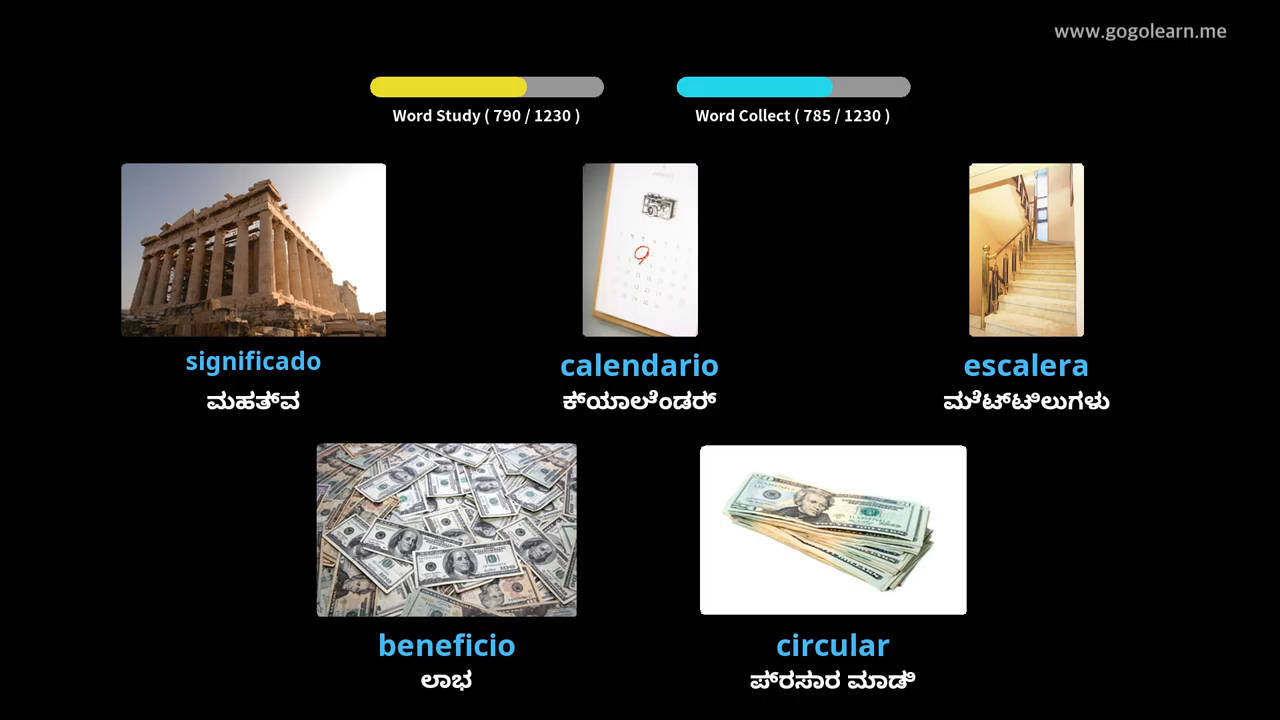 www.gogolearn.me
Word Study ( 790 / 1230 )
Word Collect ( 785 / 1230 )
significado
ಮಹತ್ವ
calendario
ಕ್ಯಾಲೆಂಡರ್
escalera
ಮೆಟ್ಟಿಲುಗಳು
beneficio
ಲಾಭ
circular
ಪ್ರಸಾರ ಮಾಡಿ